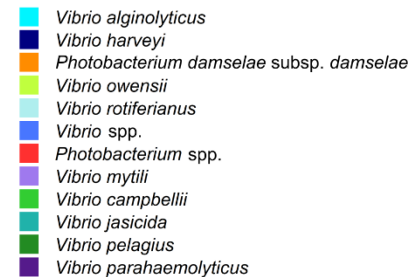 Vibrio alginolyticus
Vibrio harveyi
Photobacterium damselae subsp. damselae
Vibrio owensii
Vibrio rotiferianus
Vibrio spp.
Photobacterium spp.
Vibrio mytili
Vibrio campbellii
Vibrio jasicida
Vibrio pelagius
Vibrio parahaemolyticus